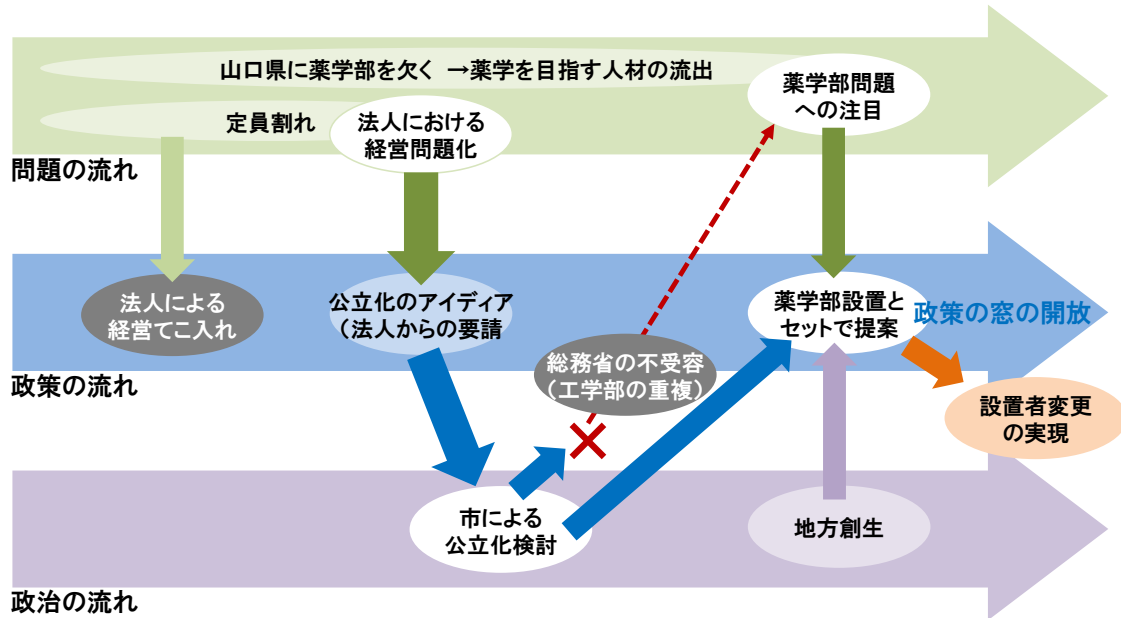 山口県に薬学部を欠く →薬学を目指す人材の流出
定員割れ
法人における
経営問題化
薬学部問題
への注目
問題の流れ
法人による
経営てこ入れ
公立化のアイディア
(法人からの要請
薬学部設置と
セットで提案
政策の窓の開放
総務省の不受容
(工学部の重複)
政策の流れ
設置者変更
の実現
市による
公立化検討
地方創生
政治の流れ